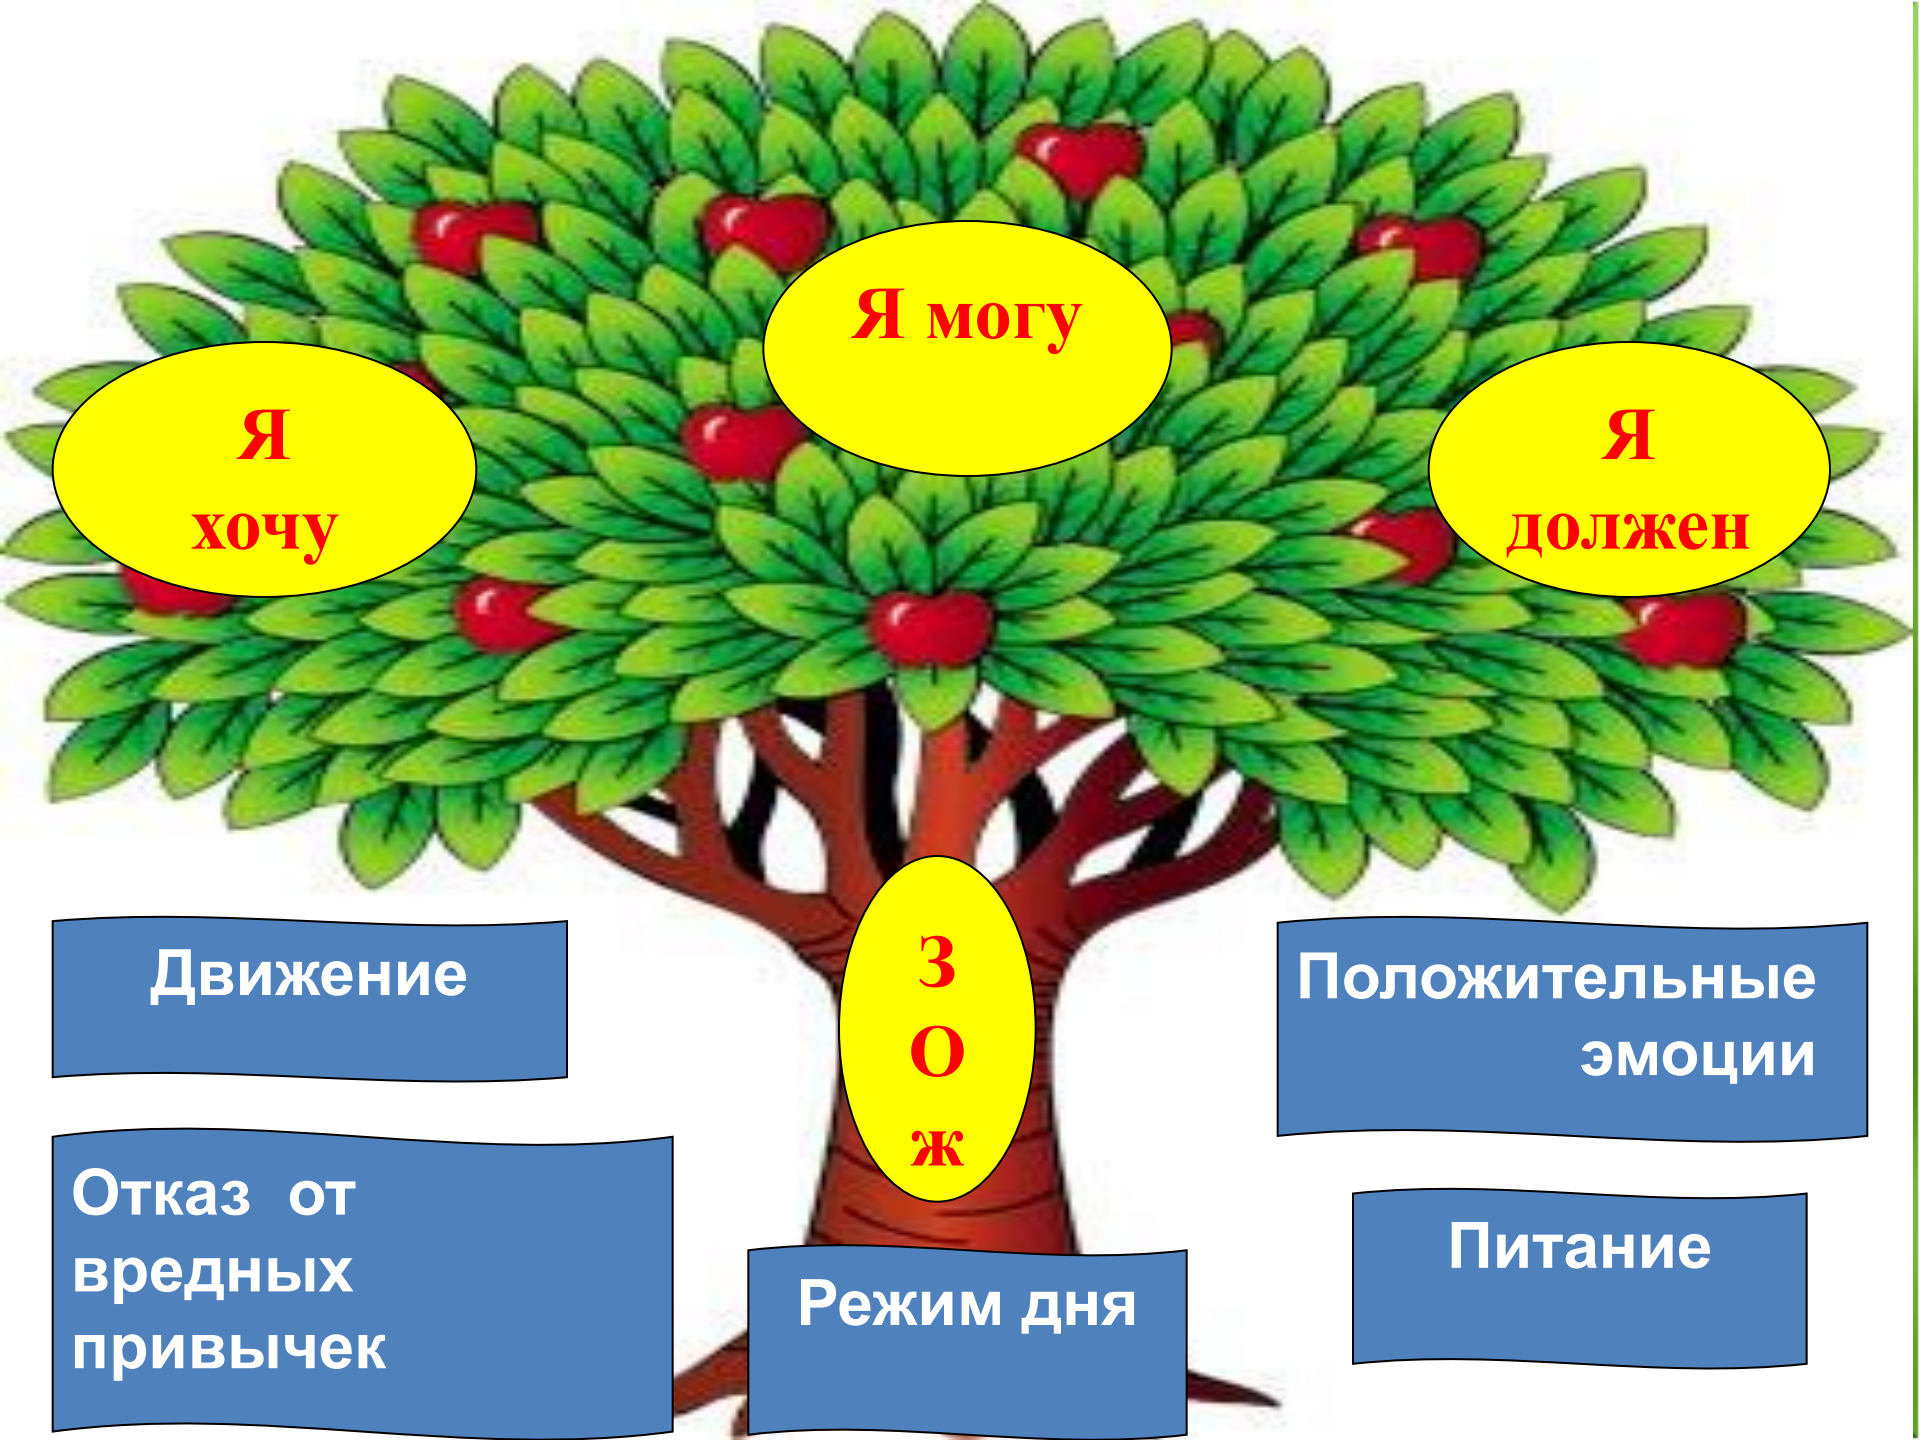 Я могу
Я
хочу
Я
должен
З
О
ж
Движение
Положительные
эмоции
Отказ от
вредных
привычек
Режим дня
Питание